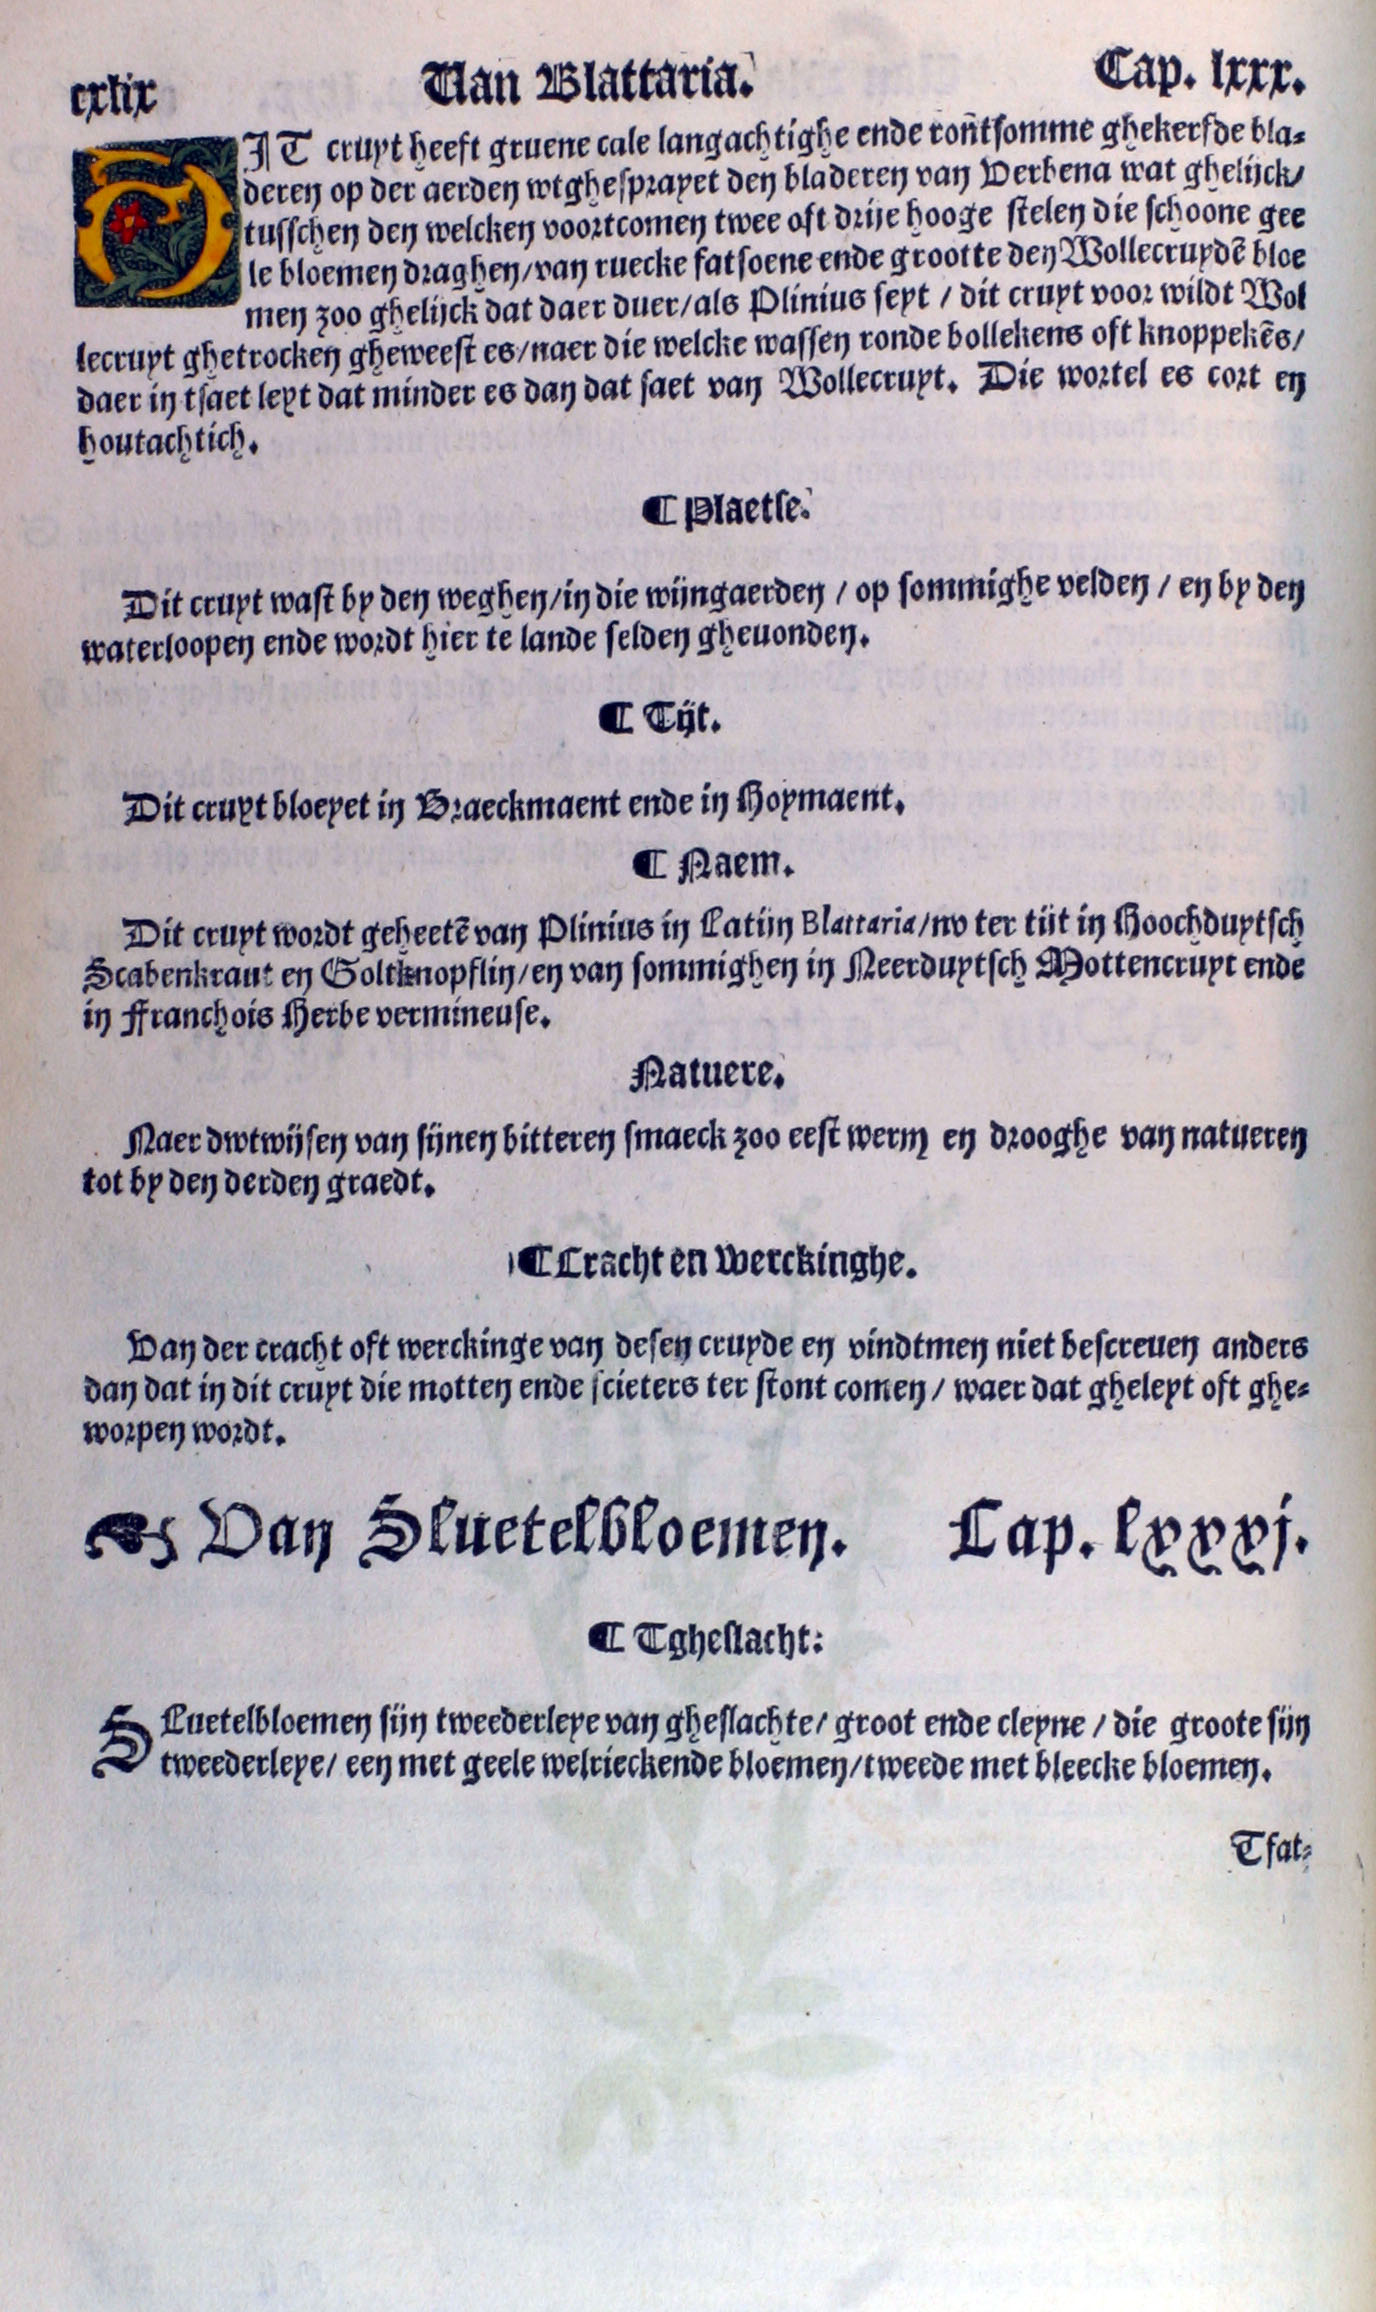 cxlix Van Blattaria. Cap. lxxx.
DIT cruyt heeft gruene cale langachtighe ende rontsomme ghekerfde bla-
deren op der aerden wtghesprayet den bladeren van Verbena wat ghelijck/
tusschen den welcken voortcomen twee oft drije hooge stelen die schoone gee
le bloemen draghen/van ruecke fatsoene ende grootte den Wollecruydē bloe
men zoo ghelijck dat daer duer/als Plinius seyt / dit cruyt voor wildt Wol
lecruyt ghetrocken gheweest es/naer die welcke wassen ronde bollekens oft knoppekēs/
daer in tsaet leyt dat minder es dan dat saet van Wollecruyt. Die wortel es cort en
houtachtich.
¶ Plaetse.
Dit cruyt wast by den weghen/in die wijngaerden / op sommighe velden / en by den
waterloopen ende wordt hier te lande selden gheuonden.
¶ Tijt.
Dit cruyt bloeyet in Braeckmaent ende in Hoymaent.
¶ Naem.
Dit cruyt wordt geheetē van Plinius in Latijn Blattaria/nv ter tijt in Hoochduytsch
Scabenkraut en Goltknopflin/en van sommighen in Neerduytsch Mottencruyt ende
in Franchois Herbe vermineuse.
Natuere.
Naer dwtwijsen van sijnen bitteren smaeck zoo eest werm en drooghe van natueren
tot by den derden graedt.
¶ Cracht en Werckinghe.
Van der cracht oft werckinge van desen cruyde en vindtmen niet bescreuen anders
dan dat in dit cruyt die motten ende scieters ter stont comen / waer dat gheleyt oft ghe-
worpen wordt.
☙ Van Sluetelbloemen. Cap. lxxxj.
¶ Tgheslacht.
SLuetelbloemen sijn tweederleye van gheslachte/ groot ende cleyne / die groote sijn
tweederleye/ een met geele welrieckende bloemen/tweede met bleecke bloemen.
Tfat-